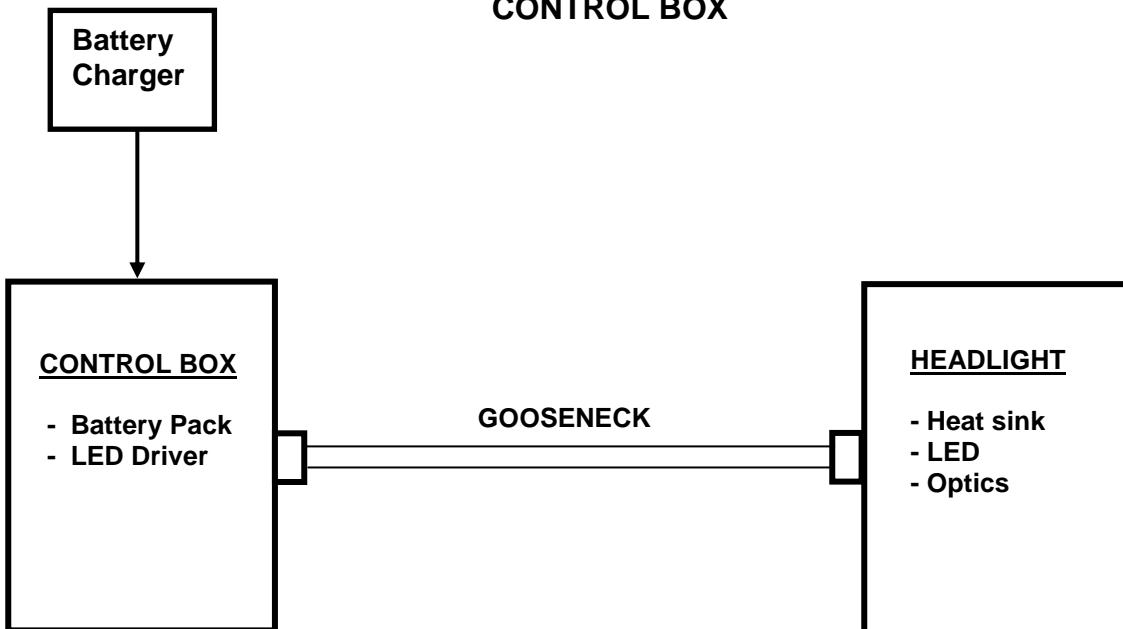 CONTROL BOX
Battery
Charger
CONTROL BOX
- Battery Pack
- LED Driver
GOOSENECK
HEADLIGHT
- Heat sink
- LED
- Optics